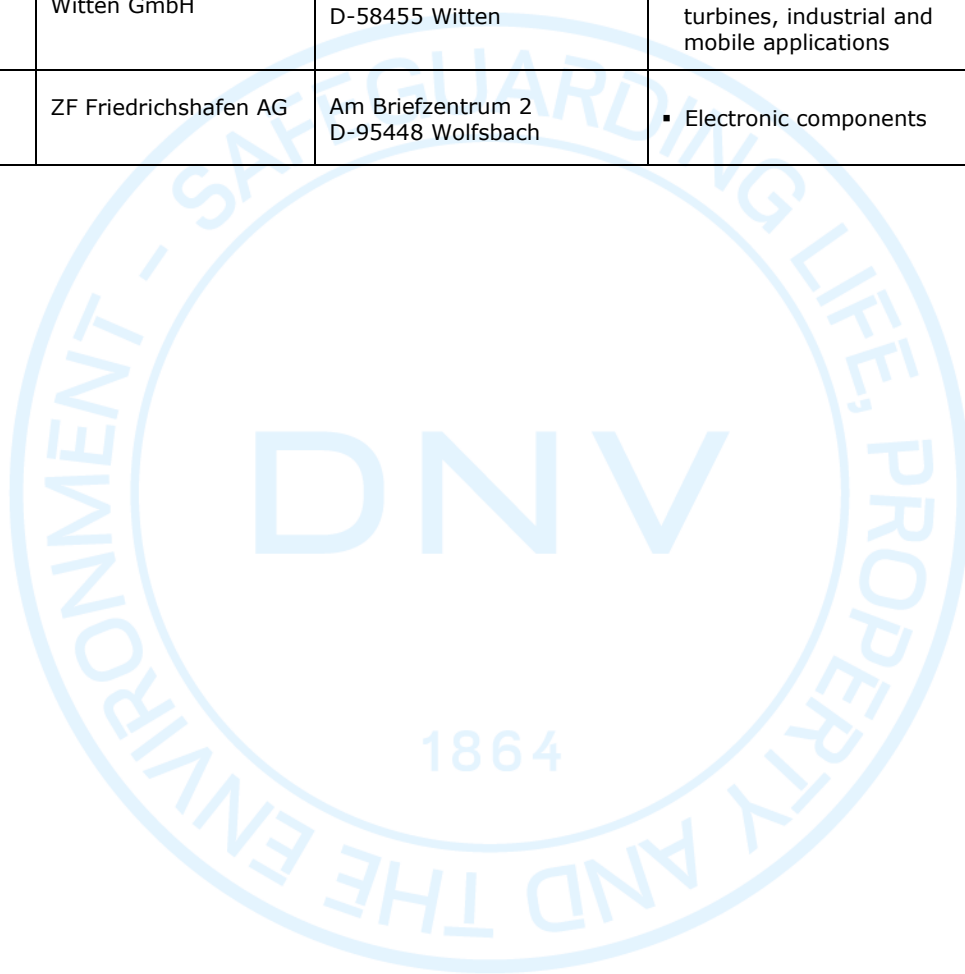 Witten GmbH
D-58455 Witten
turbines, industrial and
mobile applications
ZF Friedrichshafen AG
Am Briefzentrum 2
D-95448 Wolfsbach
▪ Electronic components
SAFEGUARDING LIFE, PROPERTY AND THE ENVIRONMENT -
DNV
1864